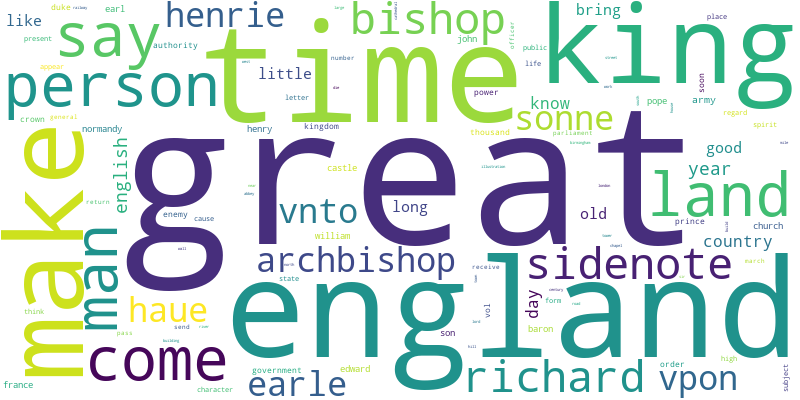 like
duke
earl
henrie
bishop
bring
place
king
present
say
authority
time
john
officer
public
number
life
little
person
letter
power
know
pope
army
soon
appear
sonne
regard
spirit
crown
general
normandy
henry
kingdom
thousand
parliament
birmingham
great
make
english
castle
good
year
land
return
enemy
cause
vnto
long
old
prince
church
william
man
archbishop
sidenote
country
state
receive
march
think
haue
england
day
form
vol
send
pass
son
baron
high
come
government
edward
richard
order
vpon
subject
france
character
earle
illustration
london